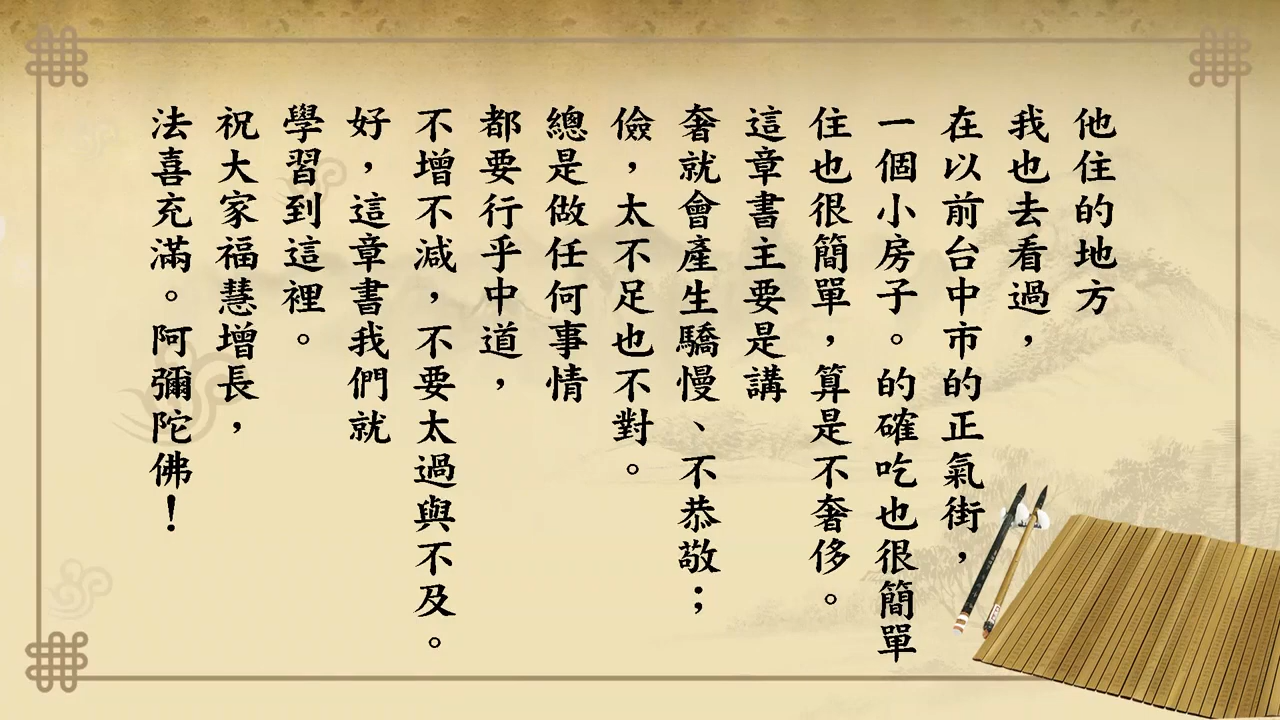 他住的地方
我也去看過，
在以前台中市的正氣街，
一個小房子。的確吃也很簡單
住也很簡單，算是不奢侈。
這章書主要是講
奢就會產生驕慢、不恭敬；
儉，太不足也不對。
總是做任何事情
都要行乎中道，
不增不減，不要太過與不及。
好，這章書我們就
學習到這裡。
祝大家福慧增長，
法喜充滿。阿彌陀佛！